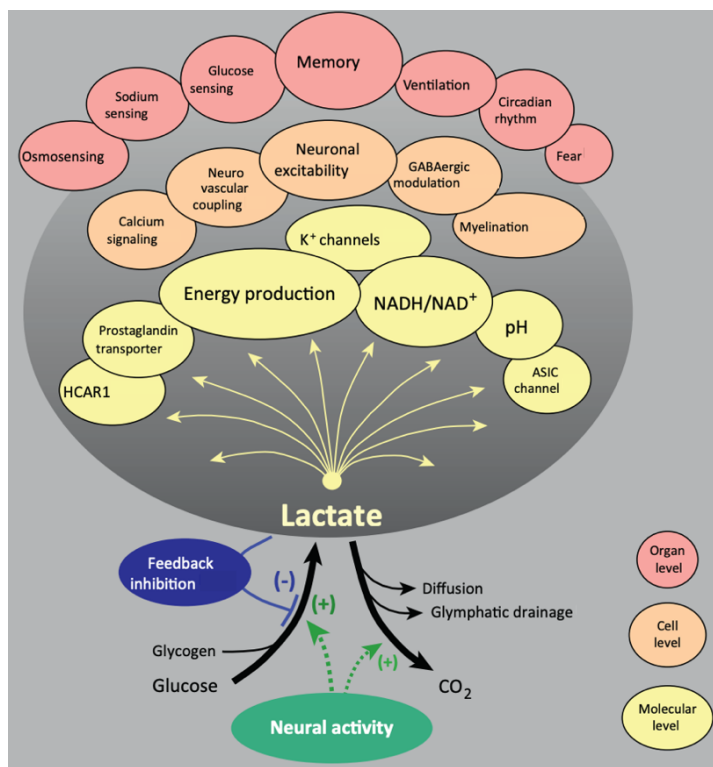 Memory
Glucose
sensing
Ventilation
Sodium
sensing
Circadian
rhythm
Osmosensing
Fear
Neuronal
excitability
Neuro
vascular
coupling
GABAergic
modulation
Calcium
signaling
Myelination
K⁺ channels
Energy production
NADH/NAD⁺
Prostaglandin
transporter
pH
HCAR1
ASIC
channel
Lactate
Feedback
inhibition
(-)
(+)
Diffusion
Glymphatic drainage
Glycogen
(+)
Glucose
CO₂
Neural activity
Organ
level
Cell
level
Molecular
level